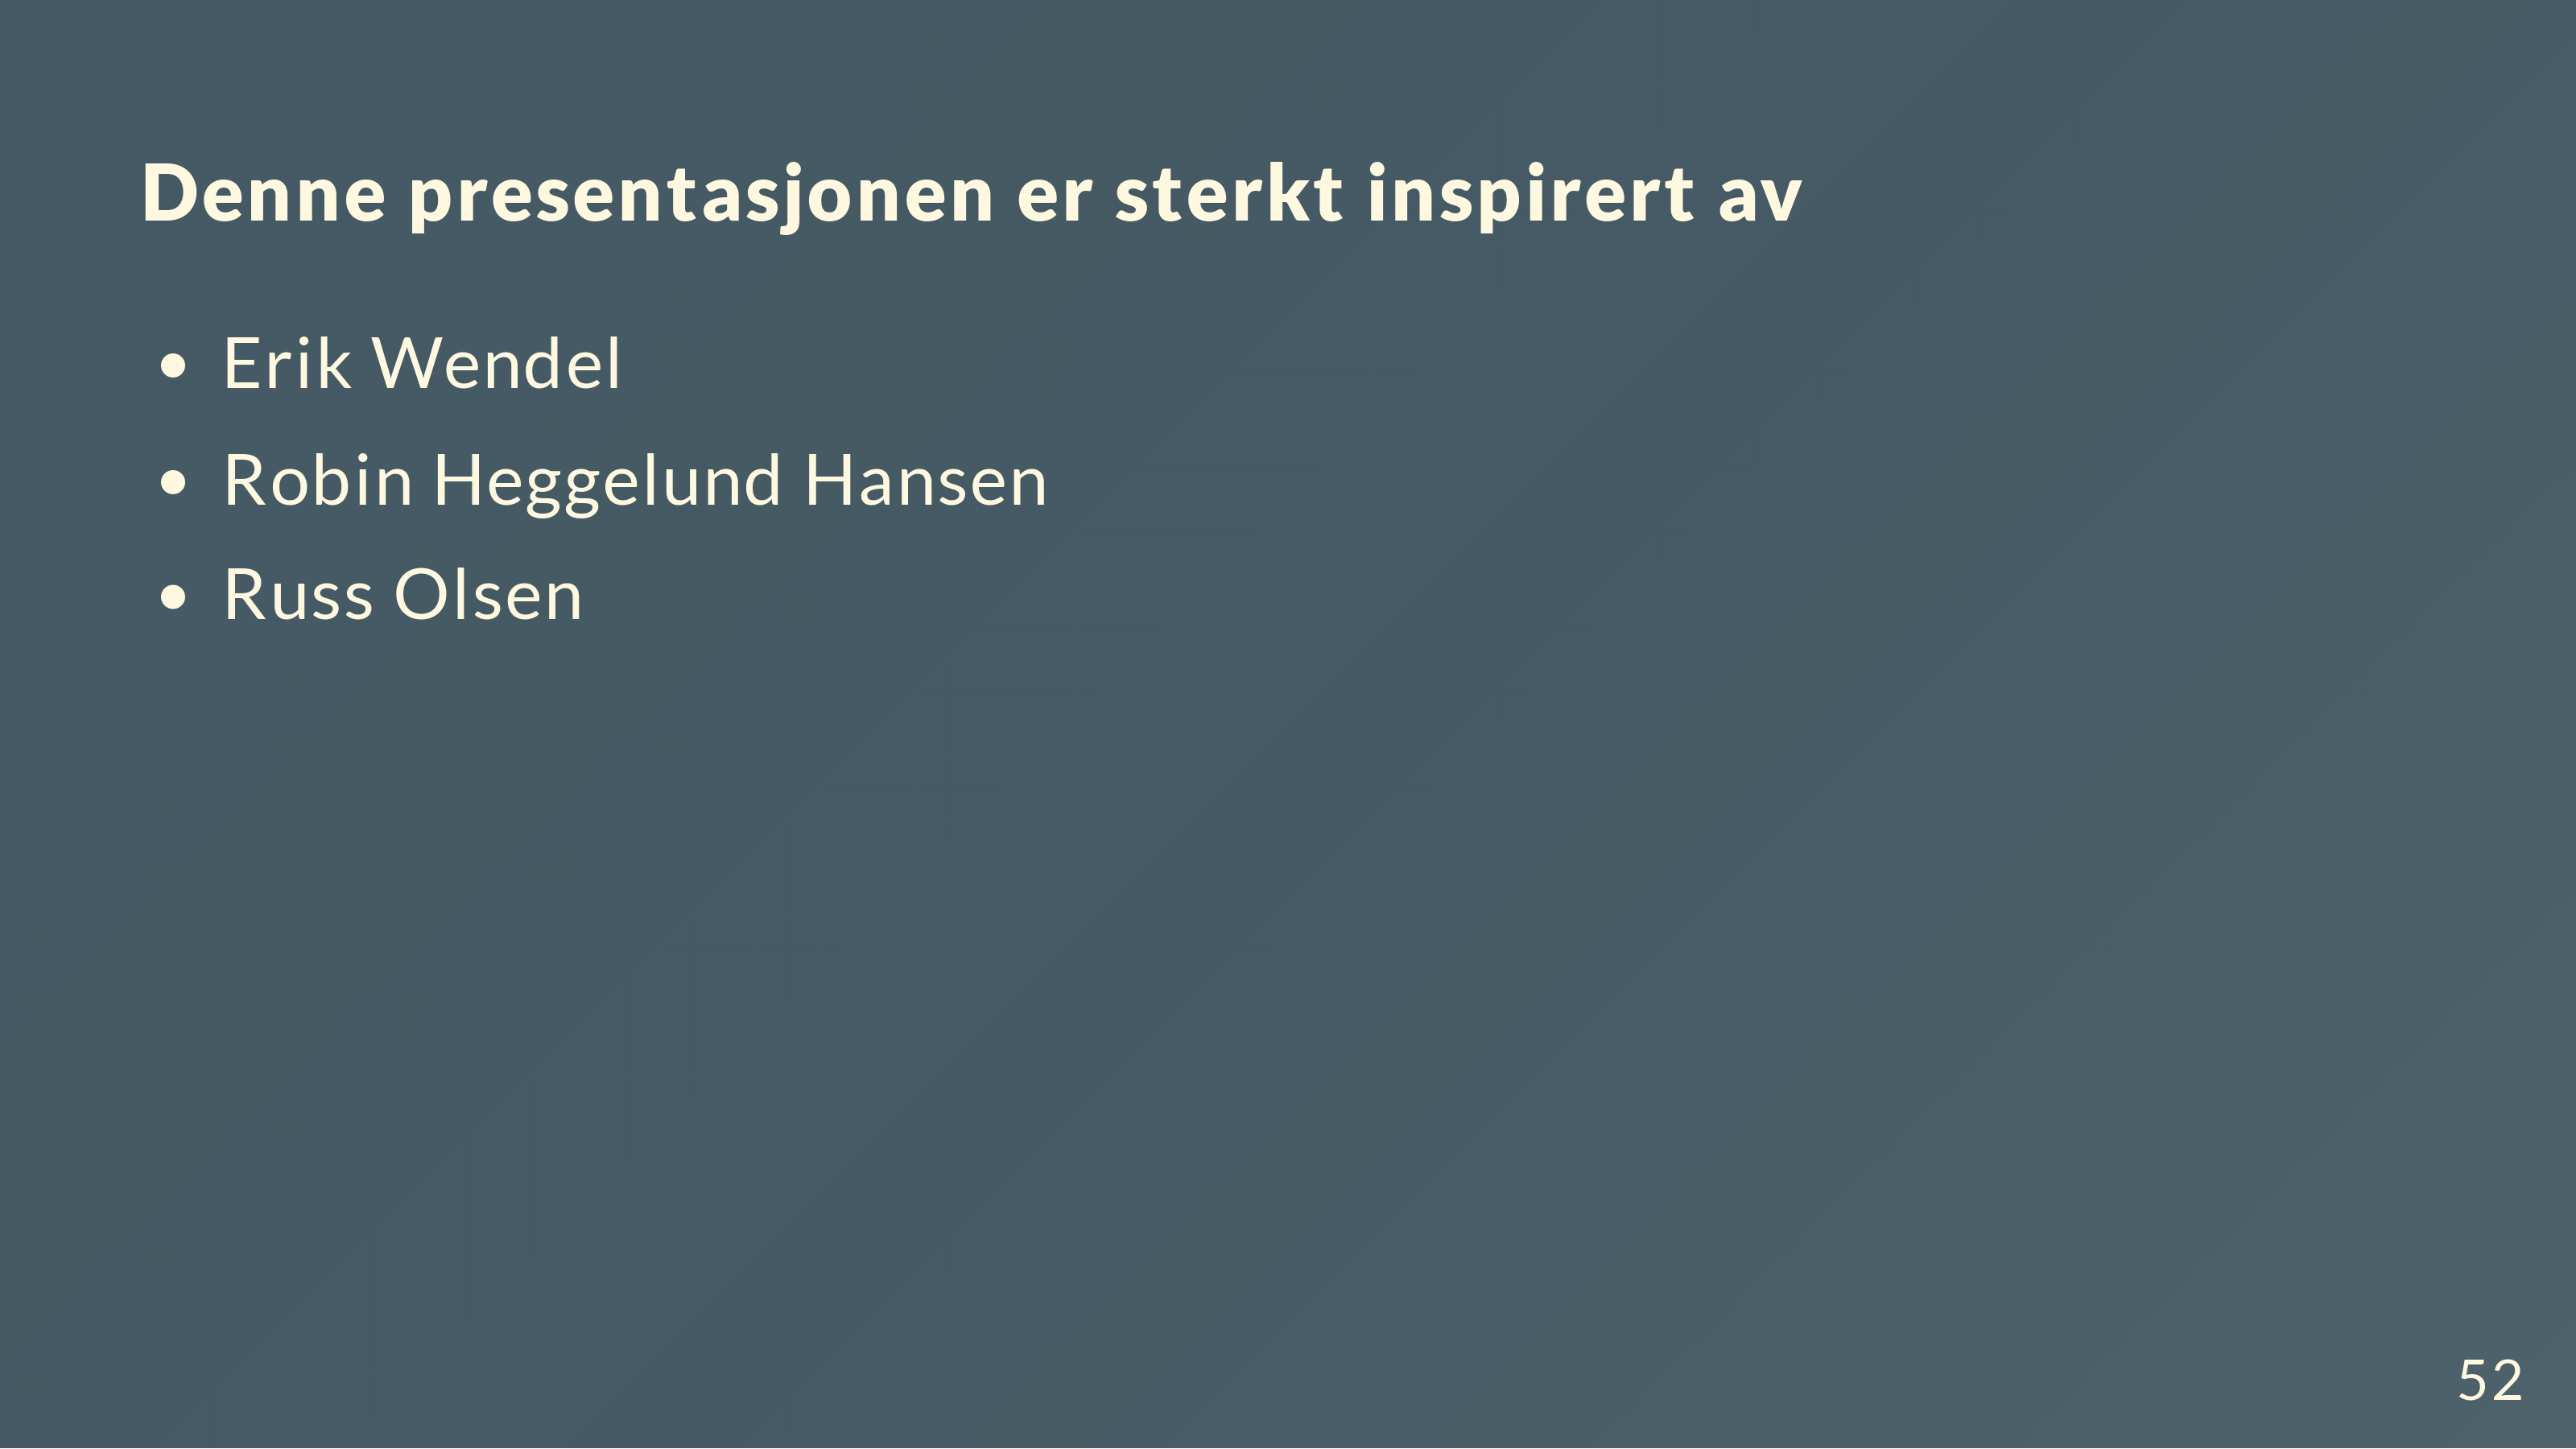 Denne presentasjonen er sterkt inspirert av
• Erik Wendel
• Robin Heggelund Hansen
• Russ Olsen
52